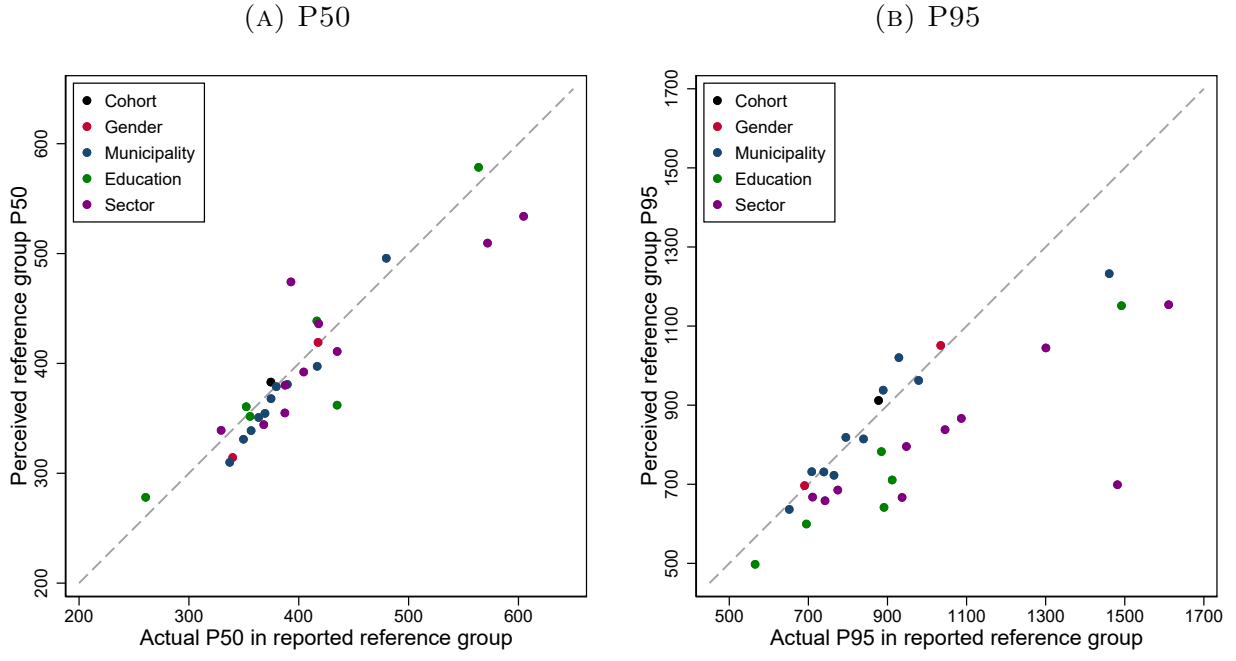 (A) P50
Perceived reference group P50
600
500
400
300
200
Cohort
Gender
Municipality
Education
Sector
200 300 400 500 600
Actual P50 in reported reference group
(B) P95
Perceived reference group P95
1700
1500
1300
1100
900
700
500
Cohort
Gender
Municipality
Education
Sector
500 700 900 1100 1300 1500 1700
Actual P95 in reported reference group